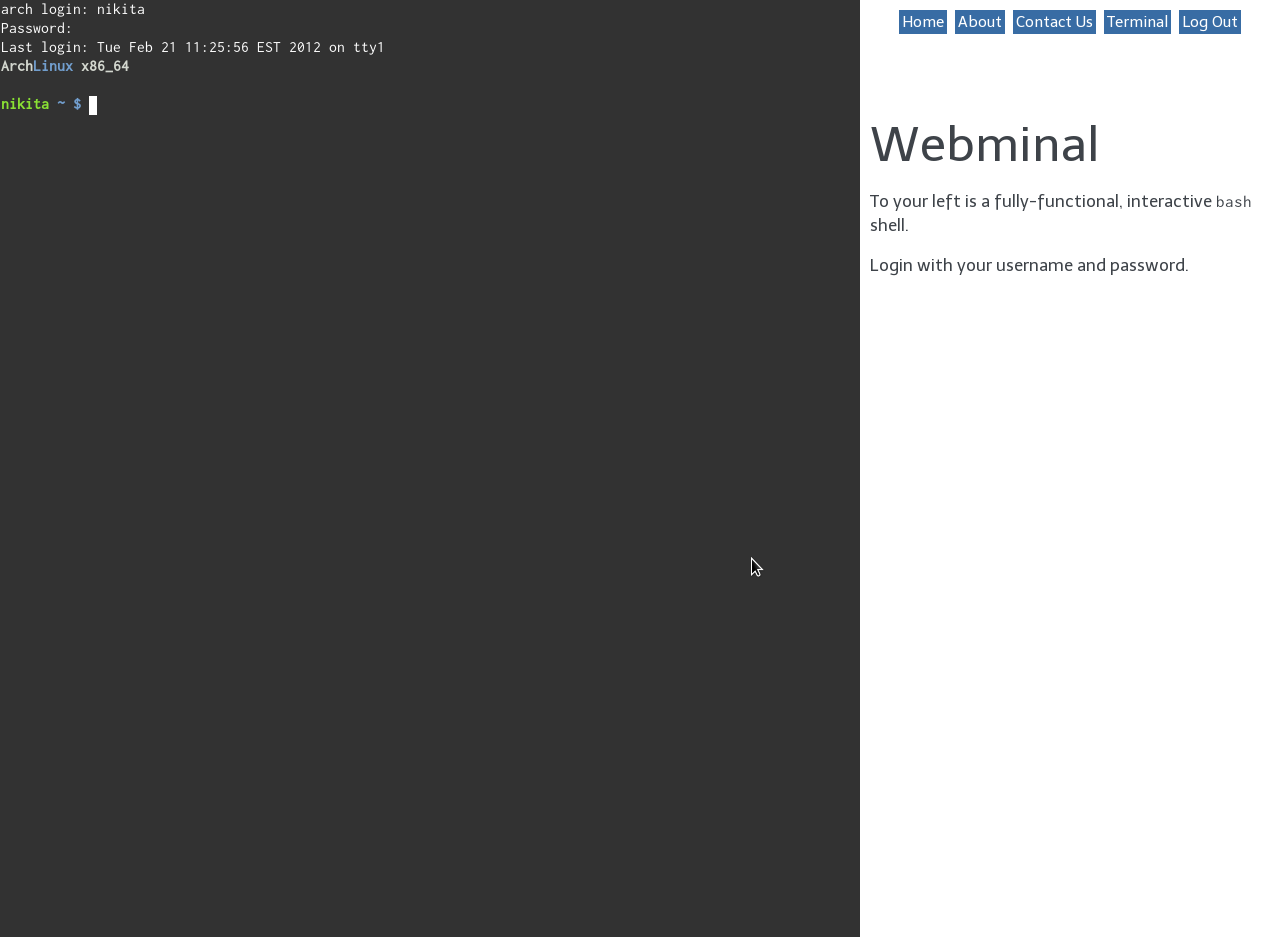 arch login: nikita
Password:
Last login: Tue Feb 21 11:25:56 EST 2012 on tty1
ArchLinux x86_64
nikita ~ $
Home About Contact Us Terminal Log Out
Webminal
To your left is a fully-functional, interactive bash
shell.
Login with your username and password.